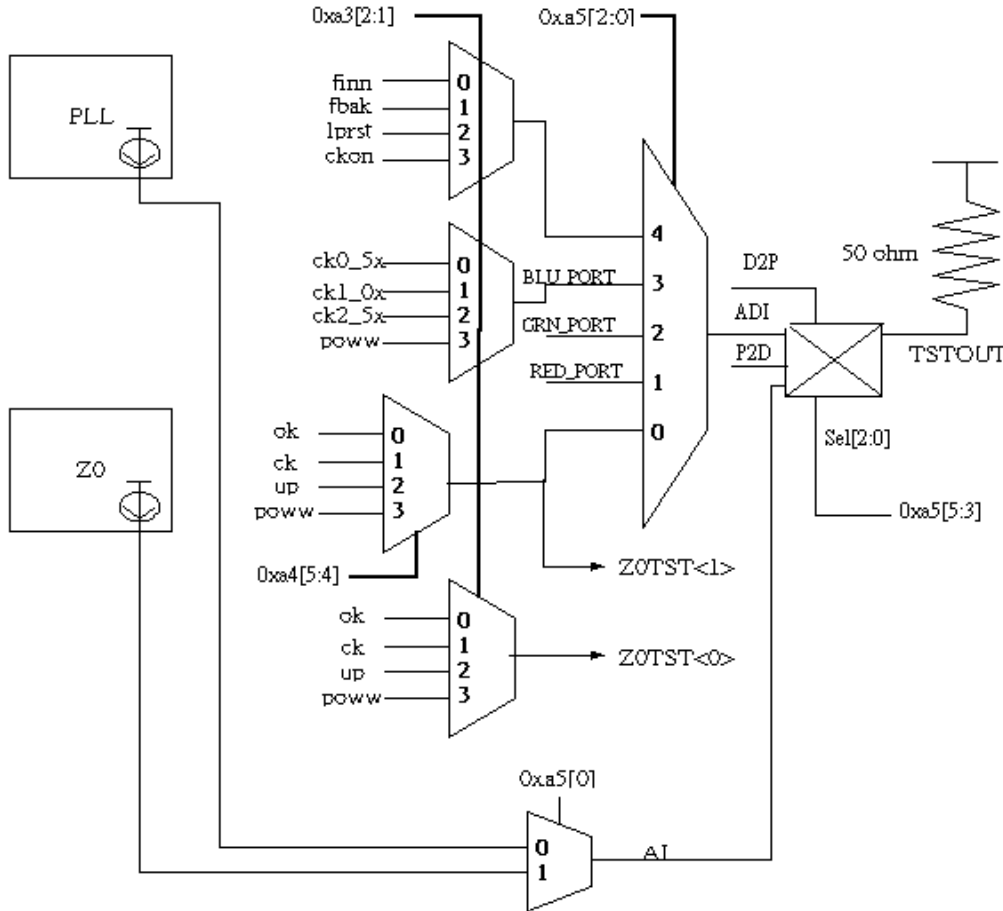 0xa3[2:1]
0xa5[2:0]
PLL
finn 0
fbak 1
lprst 2
ckon 3
4
50 ohm
ck0_5x 0
ck1_0x 1
ck2_5x 2
poww 3
BLU_PORT 3
GRN_PORT 2
RED_PORT 1
0
D2P
ADI
P2D
TSTOUT
Sel[2:0]
0xa5[5:3]
Z0
ok 0
ck 1
up 2
poww 3
0xa4[5:4]
Z0TST<1>
ok 0
ck 1
up 2
poww 3
Z0TST<0>
0xa5[0]
0
1
AI